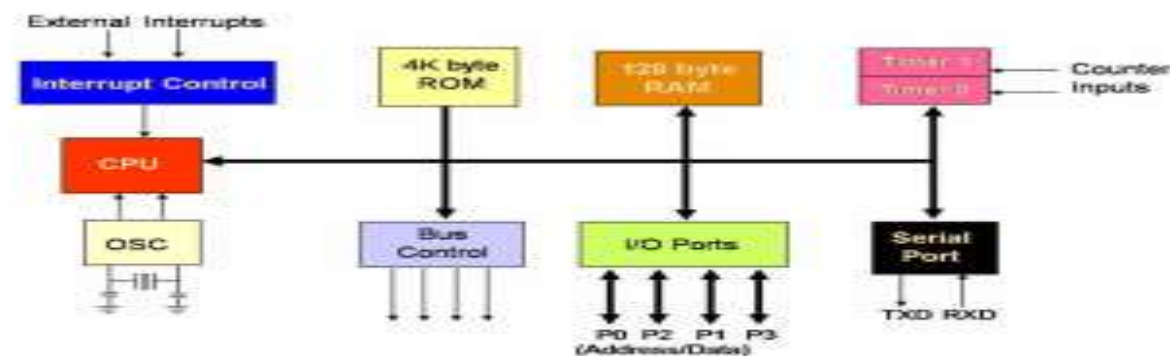 External Interrupts
Interrupt Control
4K byte
ROM
128 byte
RAM
Timer 1
Timer 0
Counter
Inputs
CPU
OSC
Bus
Control
I/O Ports
Serial
Port
P0 P2 P1 P3
(Address/Data)
TXD RXD